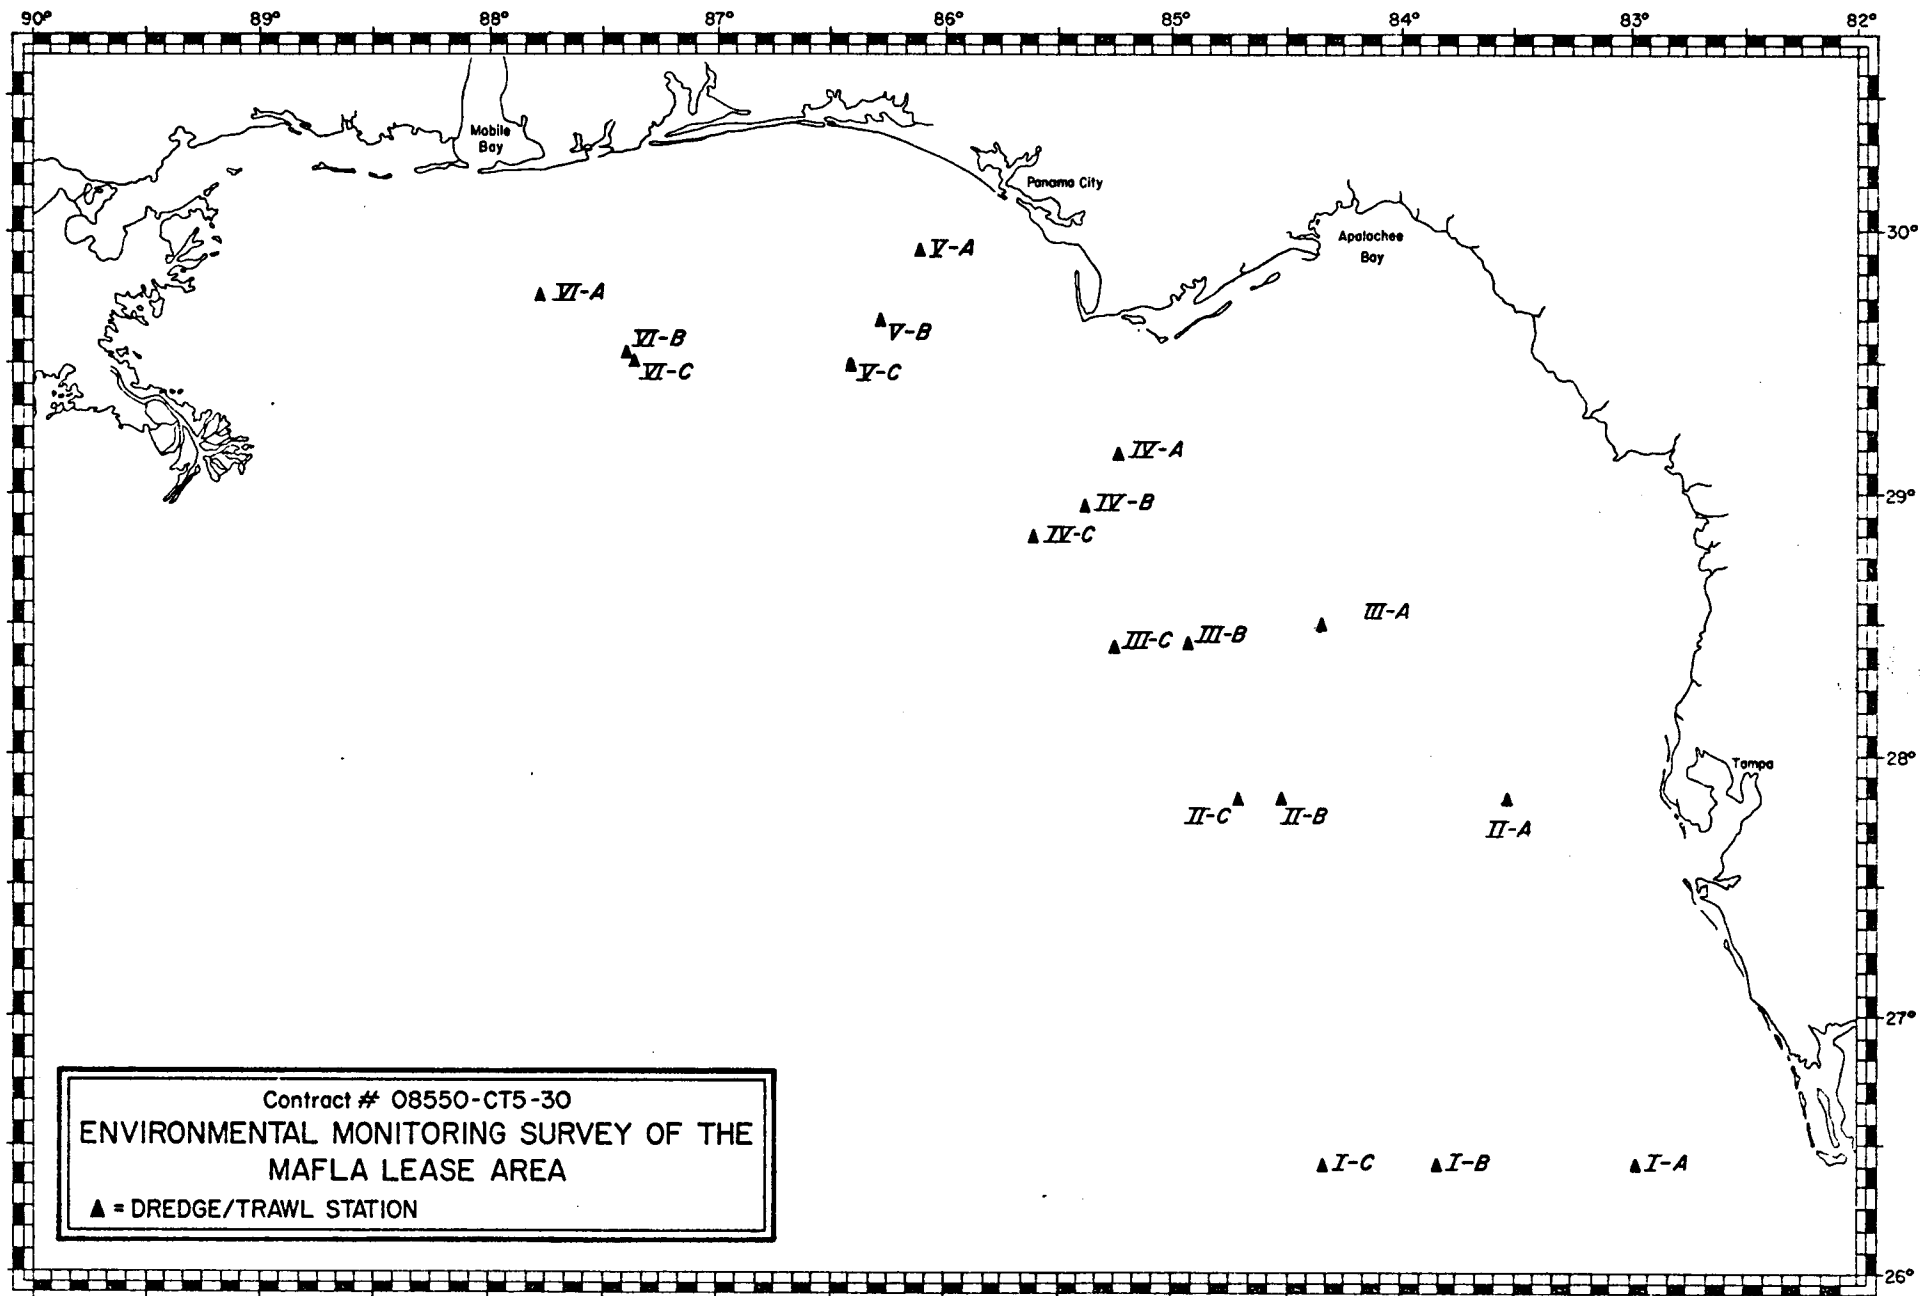 90° 89° 88° 87° 86° 85° 84° 83° 82°
Mobile
Bay
Panama City
Apalachee
Bay
30°
V-A
VI-A
V-B
VI-B
VI-C
V-C
IV-A
29°
IV-B
IV-C
III-A
III-C
III-B
28°
Tampa
II-C
II-B
II-A
27°
I-C
I-B
I-A
26°
Contract # 08550-CT5-30
ENVIRONMENTAL MONITORING SURVEY OF THE
MAFLA LEASE AREA
▲ = DREDGE/TRAWL STATION